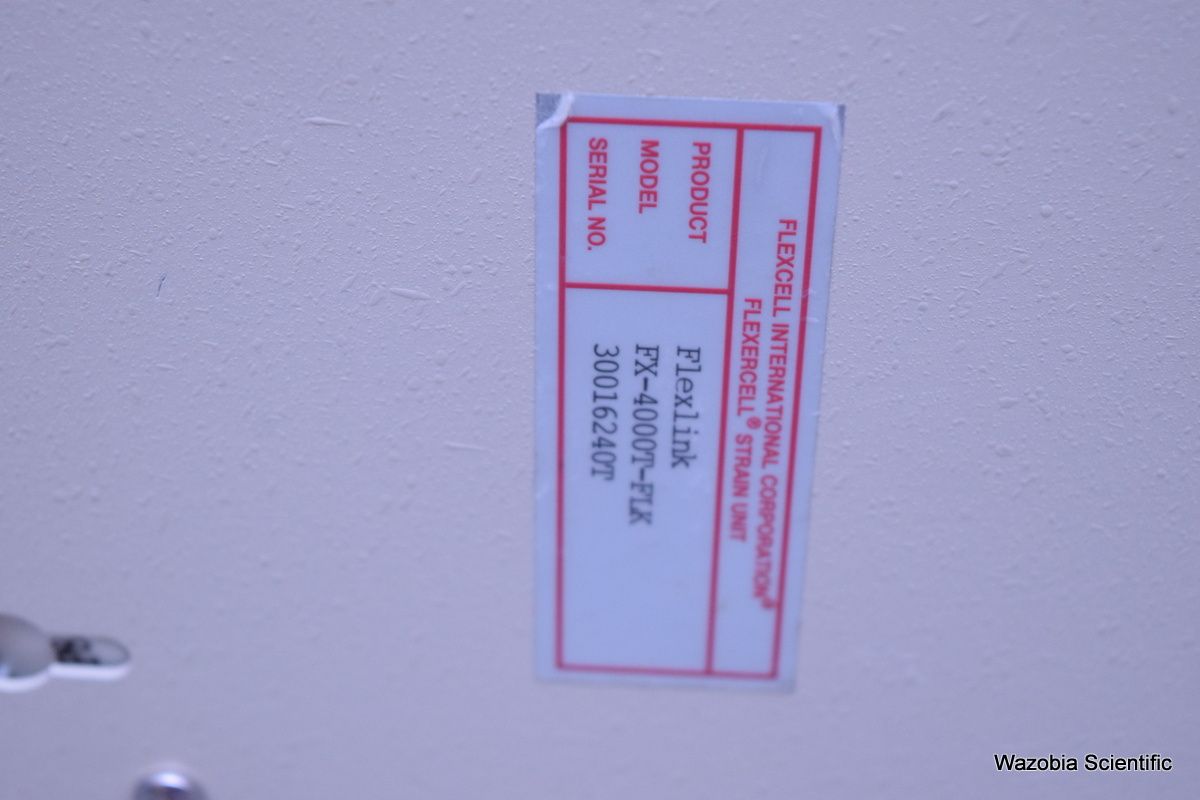 FLEXCELL INTERNATIONAL CORPORATION®
FLEXERCELL® STRAIN UNIT
PRODUCT Flexlink
MODEL FX-4000T-FLK
SERIAL NO. 30016240T
Wazobia Scientific